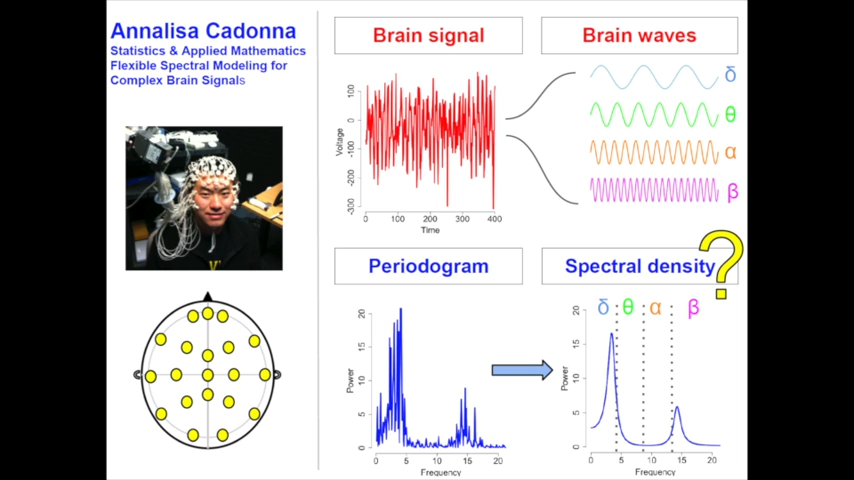 Annalisa Cadonna
Statistics & Applied Mathematics
Flexible Spectral Modeling for
Complex Brain Signals
Brain signal
Brain waves
Voltage
100
0
-100
-200
-300
0 100 200 300 400
Time
δ
θ
α
β
Periodogram
Spectral density
?
Power
20
15
10
5
0
0 5 10 15 20
Frequency
δ θ α β
Power
20
15
10
5
0
0 5 10 15 20
Frequency
V